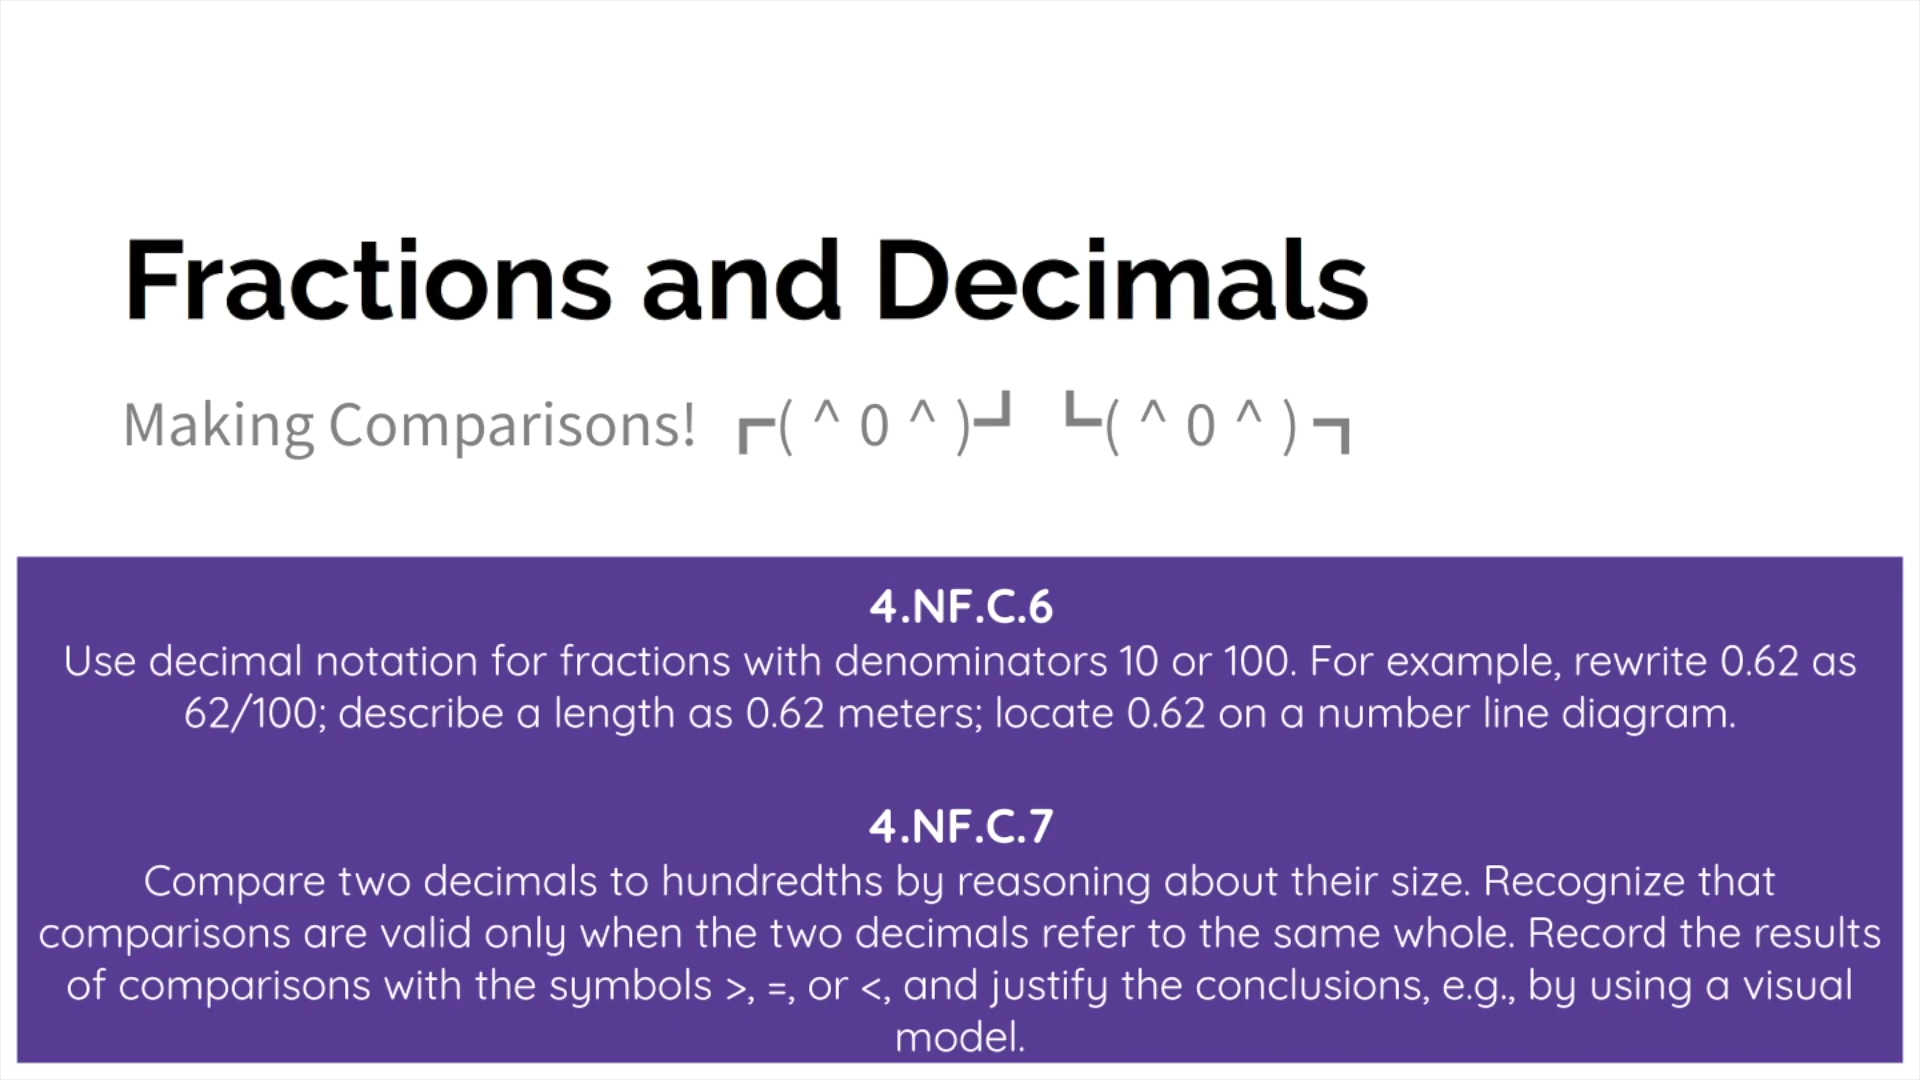 Fractions and Decimals
Making Comparisons! ┏( ^ 0 ^ )┛ ┗( ^ 0 ^ ) ┓
4.NF.C.6
Use decimal notation for fractions with denominators 10 or 100. For example, rewrite 0.62 as
62/100; describe a length as 0.62 meters; locate 0.62 on a number line diagram.
4.NF.C.7
Compare two decimals to hundredths by reasoning about their size. Recognize that
comparisons are valid only when the two decimals refer to the same whole. Record the results
of comparisons with the symbols >, =, or <, and justify the conclusions, e.g., by using a visual
model.